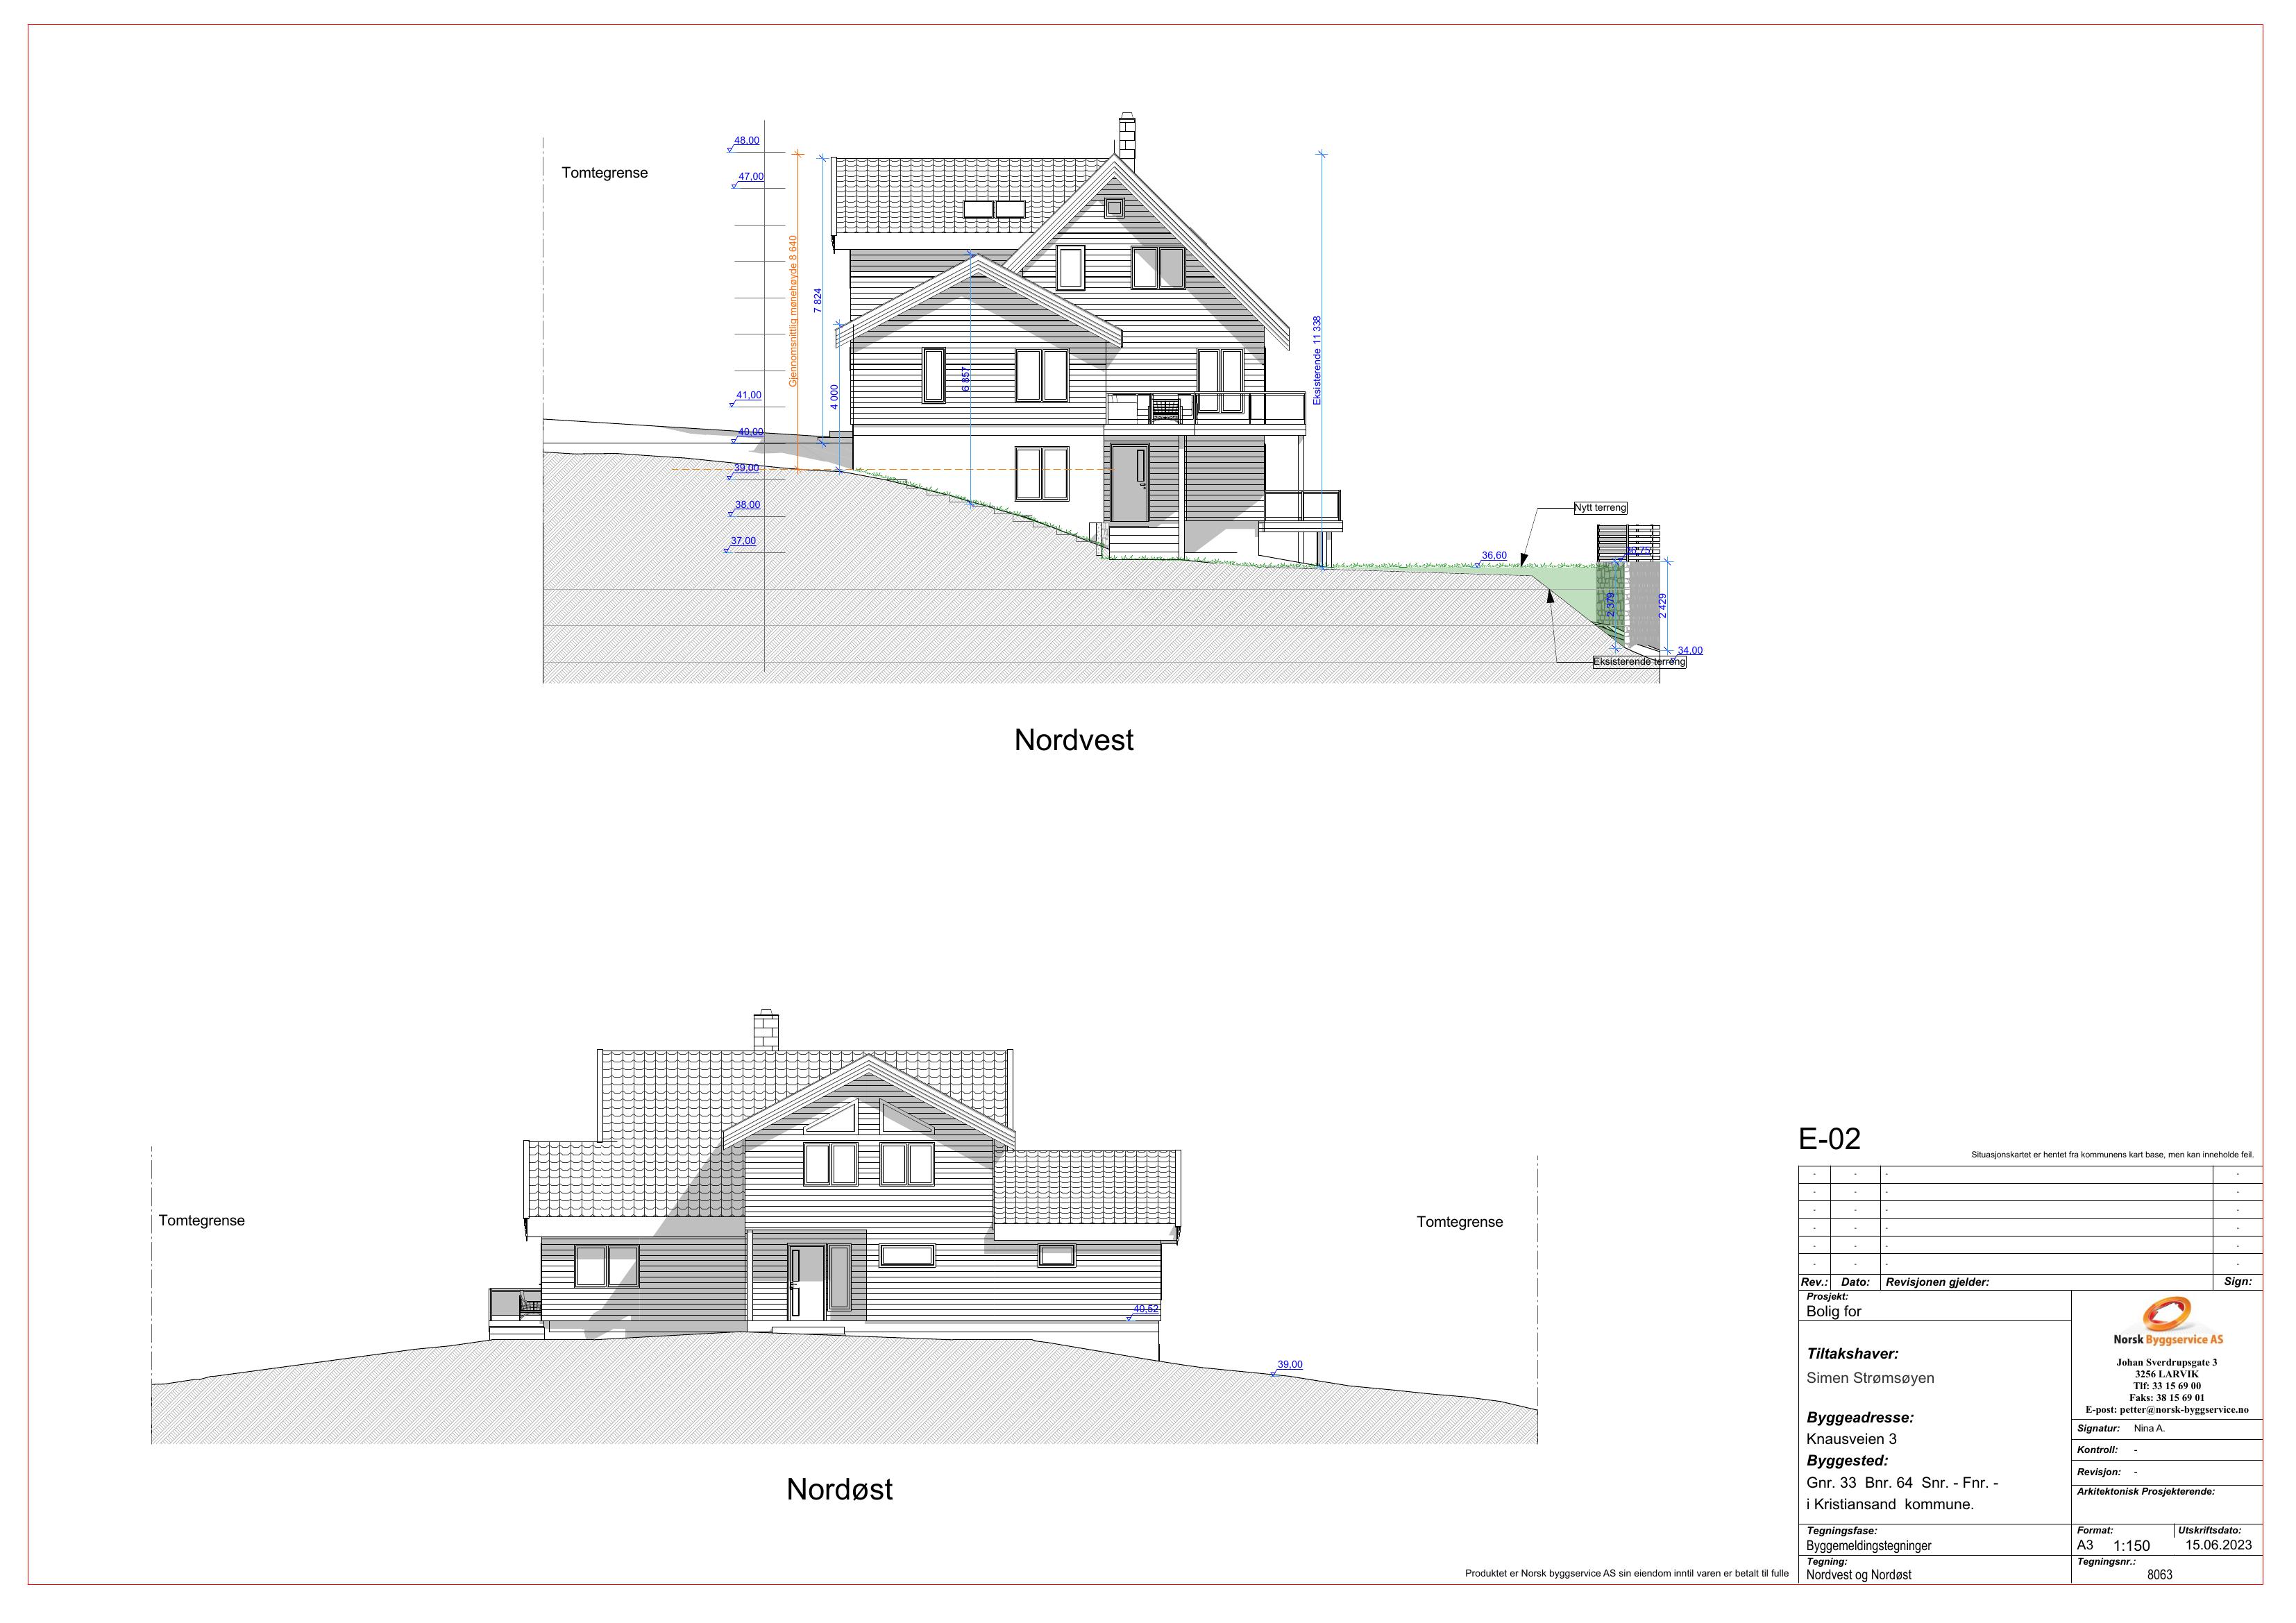 48,00
Tomtegrense
47,00
Gjennomsnittlig mønehøyde 8 640
7 824
Eksisterende 11 338
6 857
4 000
41,00
40,00
39,00
38,00
37,00
Nytt terreng
36,60
2 379
2 429
34.00
Eksisterende terreng
Nordvest
Tomtegrense
Tomtegrense
40,52
39,00
Nordøst
E-02
Situasjonskartet er hentet fra kommunens kart base, men kan inneholde feil.
- - - -
- - - -
- - - -
- - - -
- - - -
- - - -
Rev.: Dato: Revisjonen gjelder: Sign:
Prosjekt:
Bolig for
Tiltakshaver:
Simen Strømsøyen
Byggeadresse:
Knausveien 3
Byggested:
Gnr. 33 Bnr. 64 Snr. - Fnr. -
i Kristiansand kommune.
Norsk Byggservice AS
Johan Sverdrupsgate 3
3256 LARVIK
Tlf: 33 15 69 00
Faks: 38 15 69 01
E-post: petter@norsk-byggservice.no
Signatur: Nina A.
Kontroll: -
Revisjon: -
Arkitektonisk Prosjekterende:
Tegningsfase:
Byggemeldingstegninger
Format: Utskriftsdato:
A3 1:150 15.06.2023
Tegning:
Nordvest og Nordøst
Tegningsnr.:
8063
Produktet er Norsk byggservice AS sin eiendom inntil varen er betalt til fulle